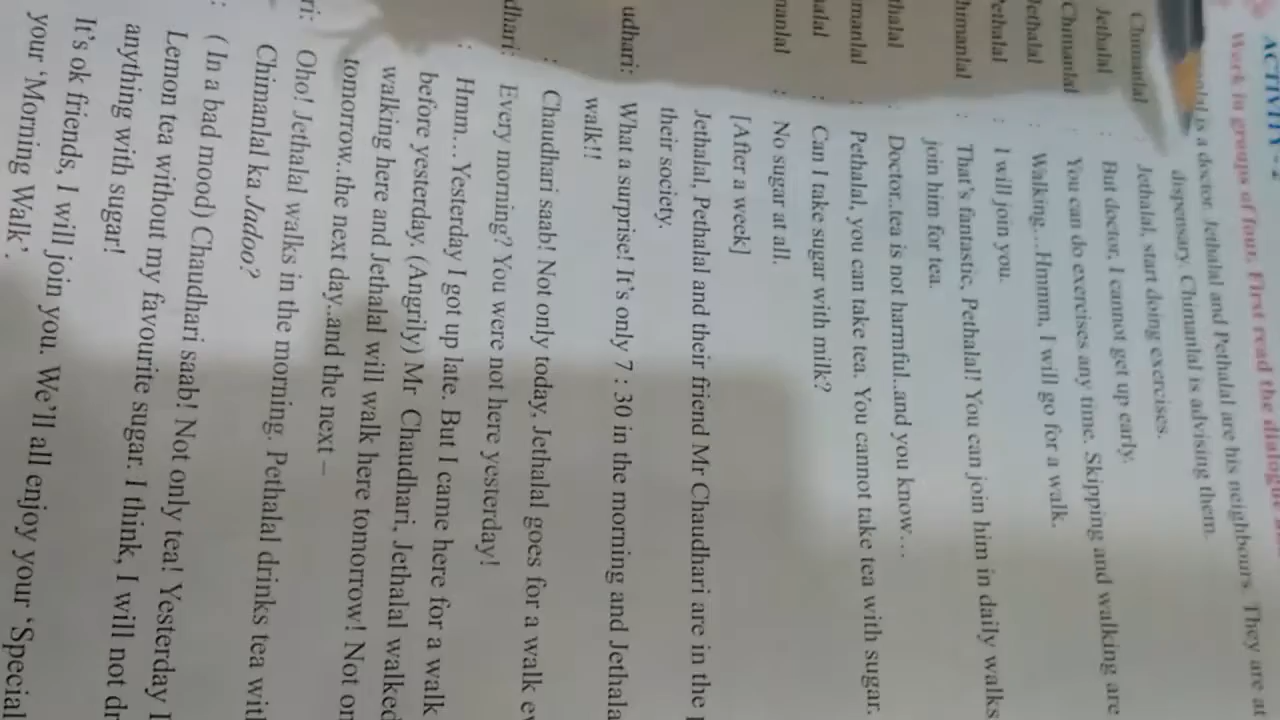 ACTIVITY - 2
Work in groups of four. First read the dialogue
is a doctor. Jethalal and Pethalal are his neighbours. They are at
dispensary. Chimanlal is advising them.
Chimanlal : Jethalal, start doing exercises.
Jethalal : But doctor, I cannot get up early.
Chimanlal : You can do exercises any time. Skipping and walking are
Jethalal : Walking...Hmmm, I will go for a walk.
Pethalal : I will join you.
himanlal : That's fantastic, Pethalal! You can join him in daily walks
join him for tea.
thalal : Doctor..tea is not harmful..and you know...
manlal : Pethalal, you can take tea. You cannot take tea with sugar.
halal : Can I take sugar with milk?
nanlal : No sugar at all.
[After a week]
Jethalal, Pethalal and their friend Mr Chaudhari are in the
their society.
udhari: What a surprise! It's only 7 : 30 in the morning and Jethala
walk!!
: Chaudhari saab! Not only today, Jethalal goes for a walk ev
dhari: Every morning? You were not here yesterday!
: Hmm... Yesterday I got up late. But I came here for a walk
before yesterday. (Angrily) Mr Chaudhari, Jethalal walked
walking here and Jethalal will walk here tomorrow! Not on
tomorrow..the next day..and the next –
ri: Oho! Jethalal walks in the morning. Pethalal drinks tea with
Chimanlal ka Jadoo?
: ( In a bad mood) Chaudhari saab! Not only tea! Yesterday I
Lemon tea without my favourite sugar. I think, I will not dr
anything with sugar!
It's ok friends, I will join you. We'll all enjoy your 'Special
your 'Morning Walk'.